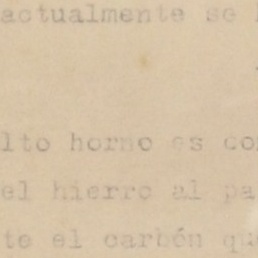 actualmente se
lto horno es co
el hierro al pa
te el carbón qu